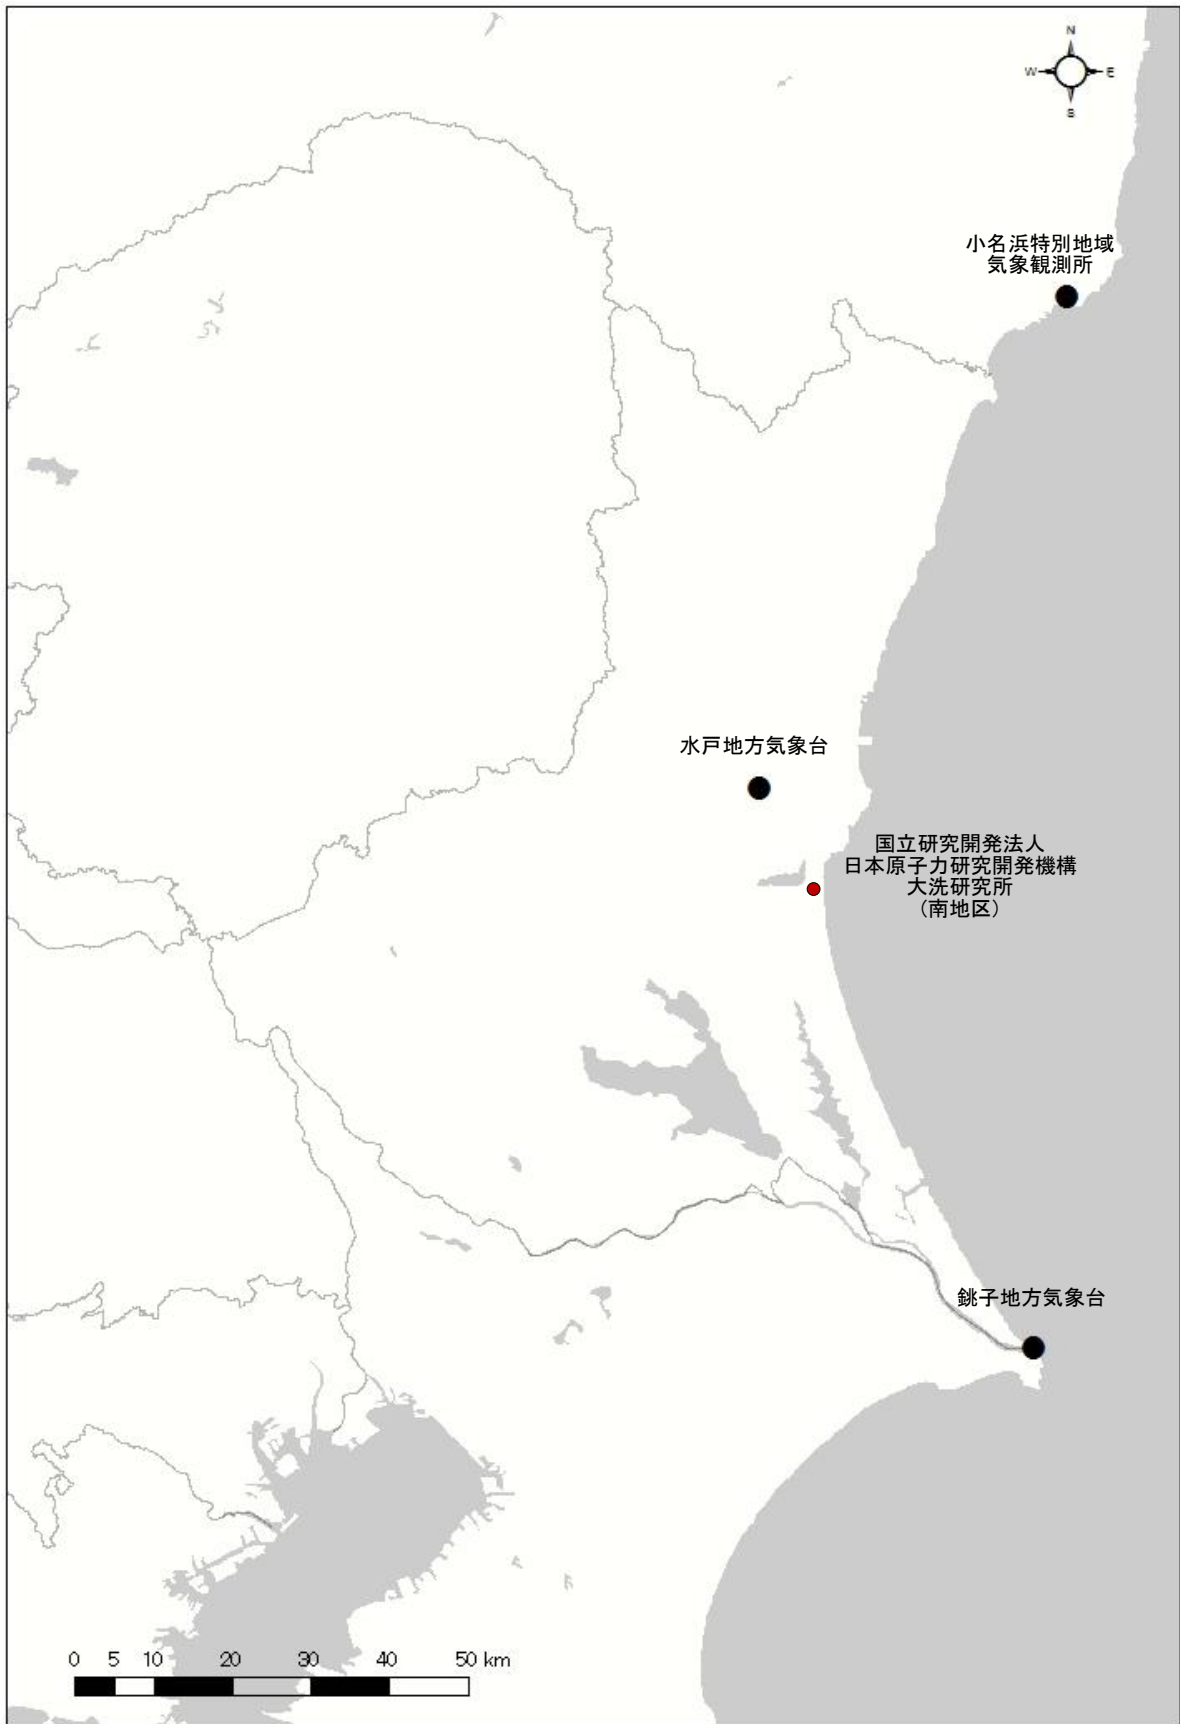 N
W E
S
小名浜特別地域
気象観測所
水戸地方気象台
国立研究開発法人
日本原子力研究開発機構
大洗研究所
(南地区)
銚子地方気象台
0 5 10 20 30 40 50 km